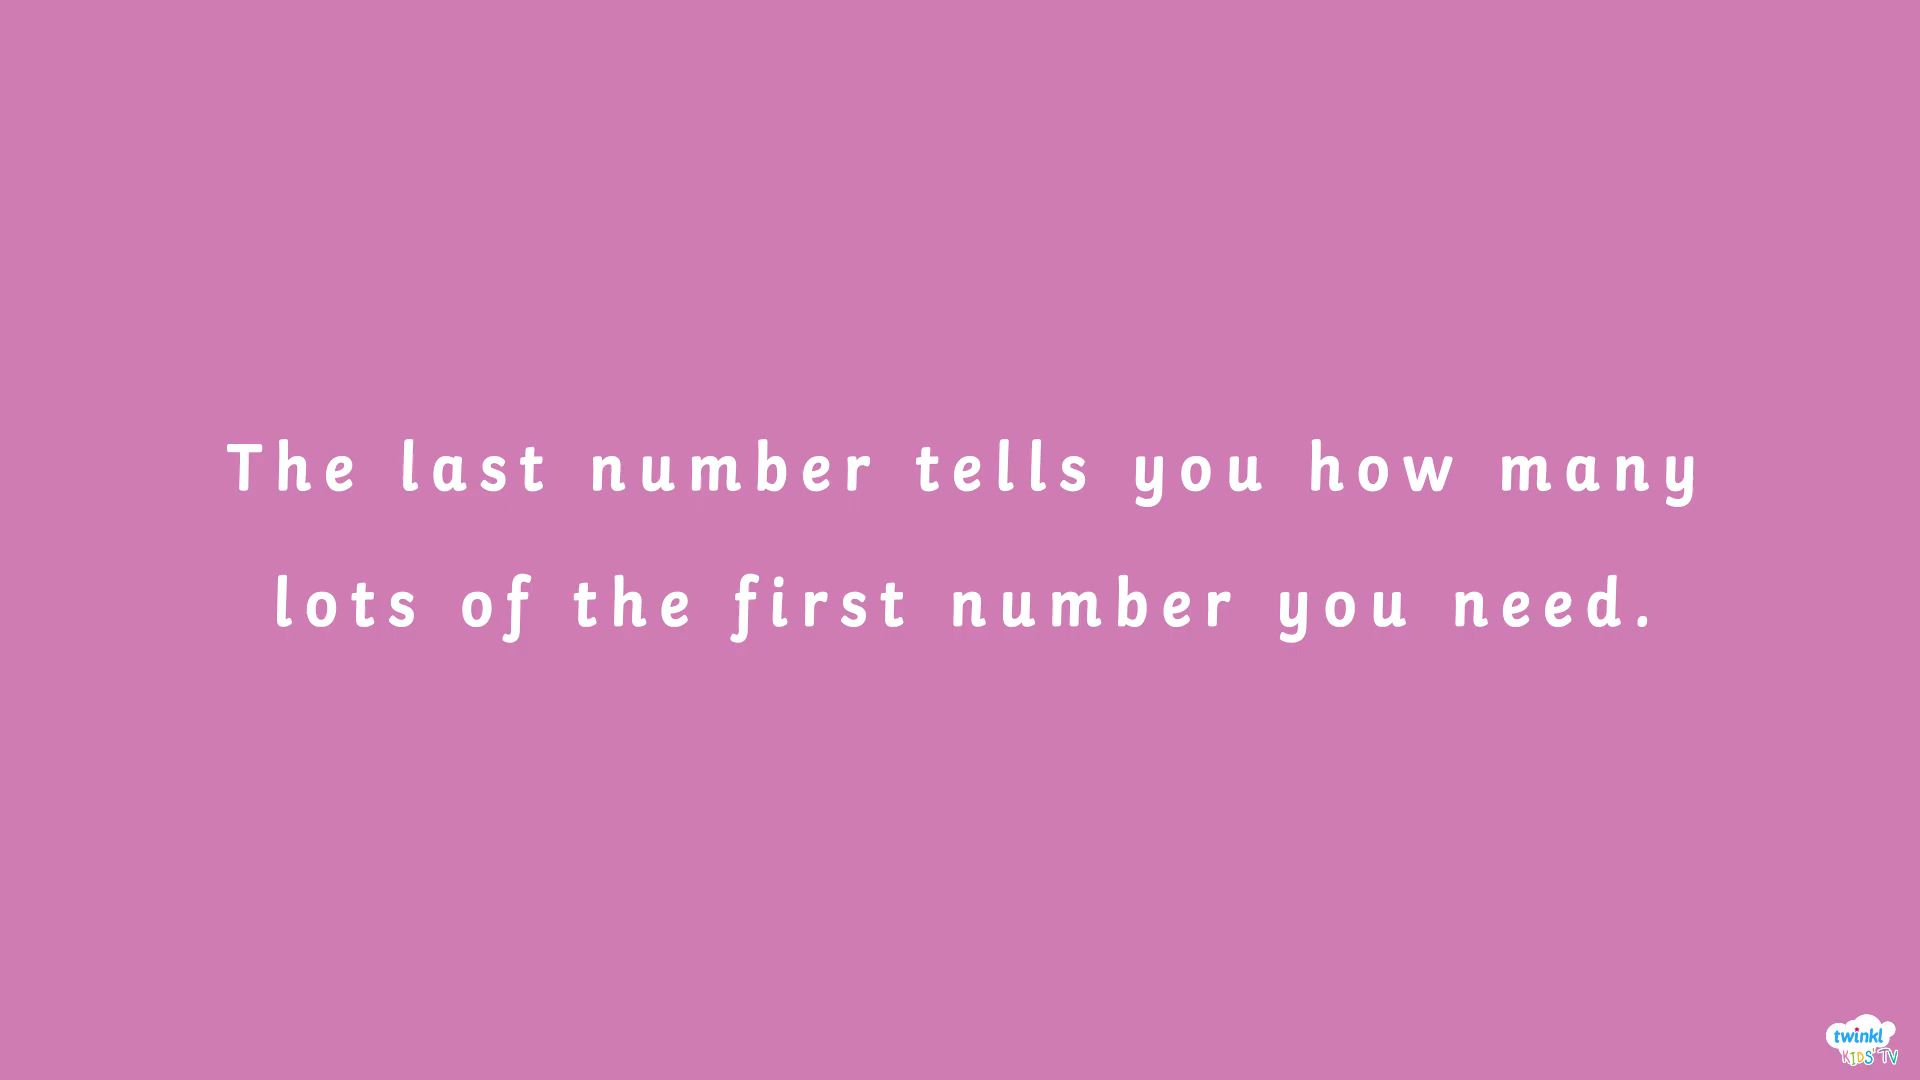 The last number tells you how many
lots of the first number you need.
twinkl
KIDS' TV